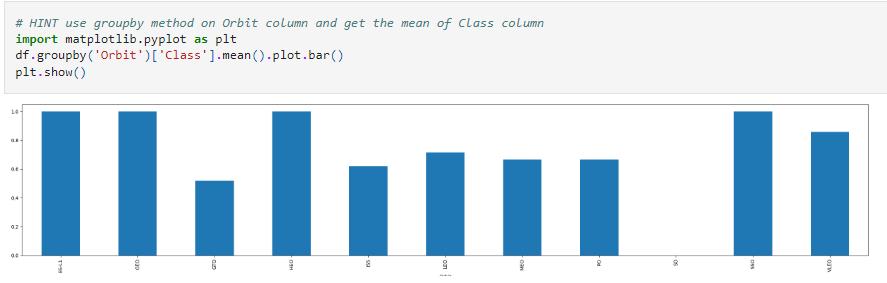 # HINT use groupby method on Orbit column and get the mean of Class column
import matplotlib.pyplot as plt
df.groupby('Orbit')['Class'].mean().plot.bar()
plt.show()
1.0
0.8
0.6
0.4
0.2
0.0
ES-L1
GEO
GTO
HEO
ISS
LEO
MEO
PO
SO
SSO
VLEO